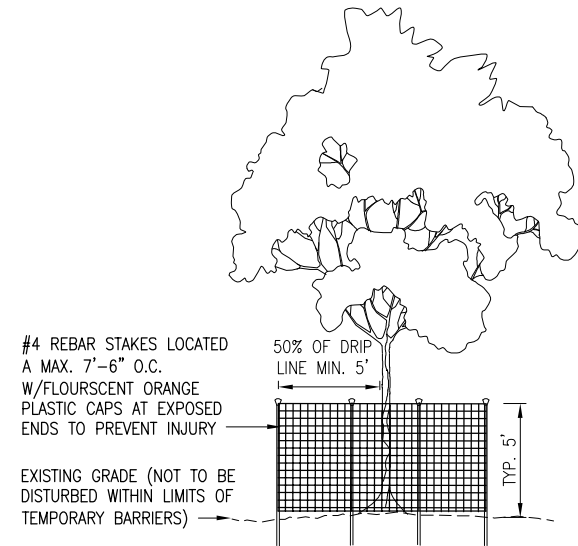 #4 REBAR STAKES LOCATED
A MAX. 7'-6" O.C.
W/FLOURSCENT ORANGE
PLASTIC CAPS AT EXPOSED
ENDS TO PREVENT INJURY
50% OF DRIP
LINE MIN. 5'
TYP. 5'
EXISTING GRADE (NOT TO BE
DISTURBED WITHIN LIMITS OF
TEMPORARY BARRIERS)